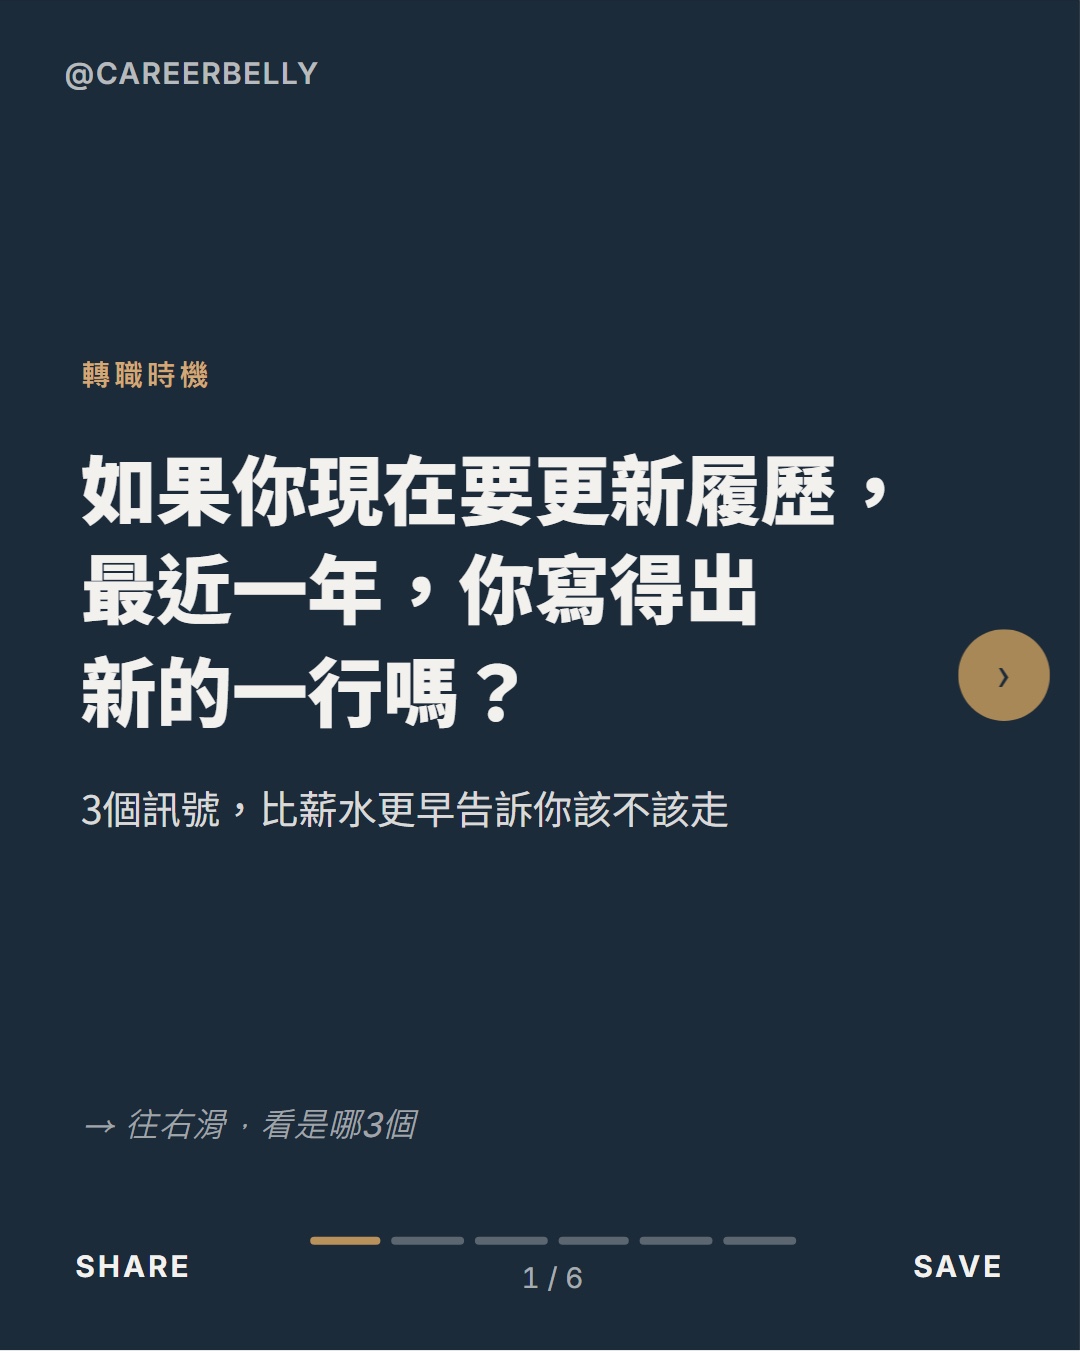 @CAREERBELLY
轉職時機
如果你現在要更新履歷，
最近一年，你寫得出
新的一行嗎？
›
3個訊號，比薪水更早告訴你該不該走
→ 往右滑 · 看是哪3個
SHARE
1 / 6
SAVE